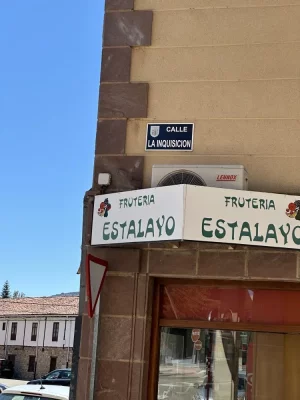 CALLE
LA INQUISICION
LENNOX
FRUTERIA
ESTALAYO
FRUTERIA
ESTALAYO